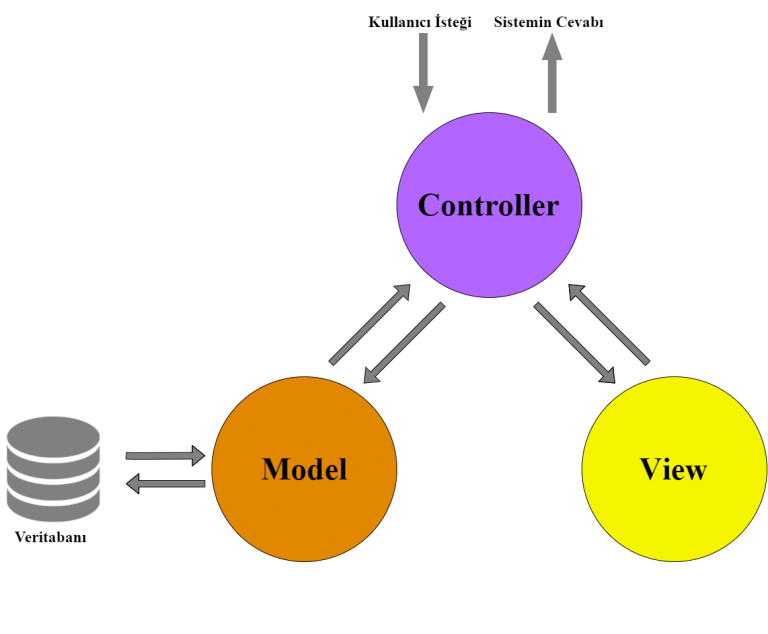 Kullanıcı İsteği
Sistemin Cevabı
Controller
Model
View
Veritabanı